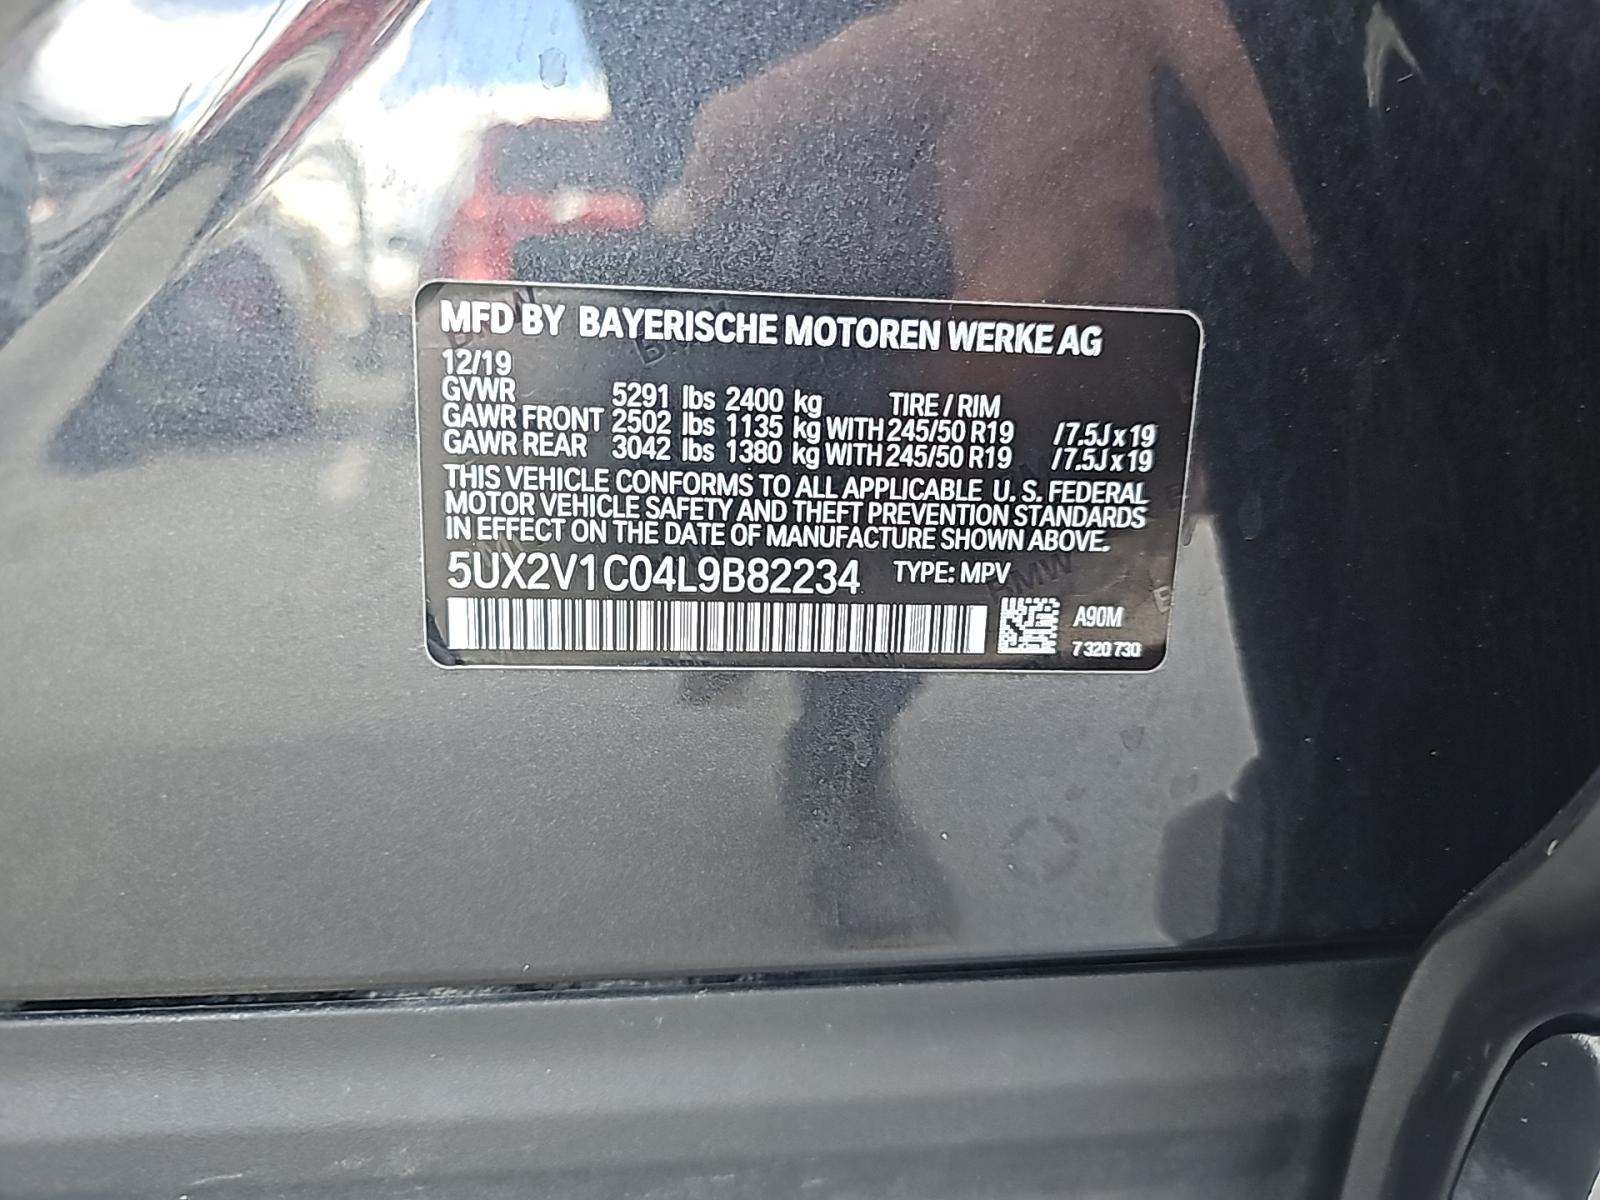 MFD BY BAYERISCHE MOTOREN WERKE AG
12/19
GVWR 5291 lbs 2400 kg TIRE / RIM
GAWR FRONT 2502 lbs 1135 kg WITH 245/50 R19 /7.5J x 19
GAWR REAR 3042 lbs 1380 kg WITH 245/50 R19 /7.5J x 19
THIS VEHICLE CONFORMS TO ALL APPLICABLE U. S. FEDERAL
MOTOR VEHICLE SAFETY AND THEFT PREVENTION STANDARDS
IN EFFECT ON THE DATE OF MANUFACTURE SHOWN ABOVE.
5UX2V1C04L9B82234 TYPE: MPV
A90M
7 320 730